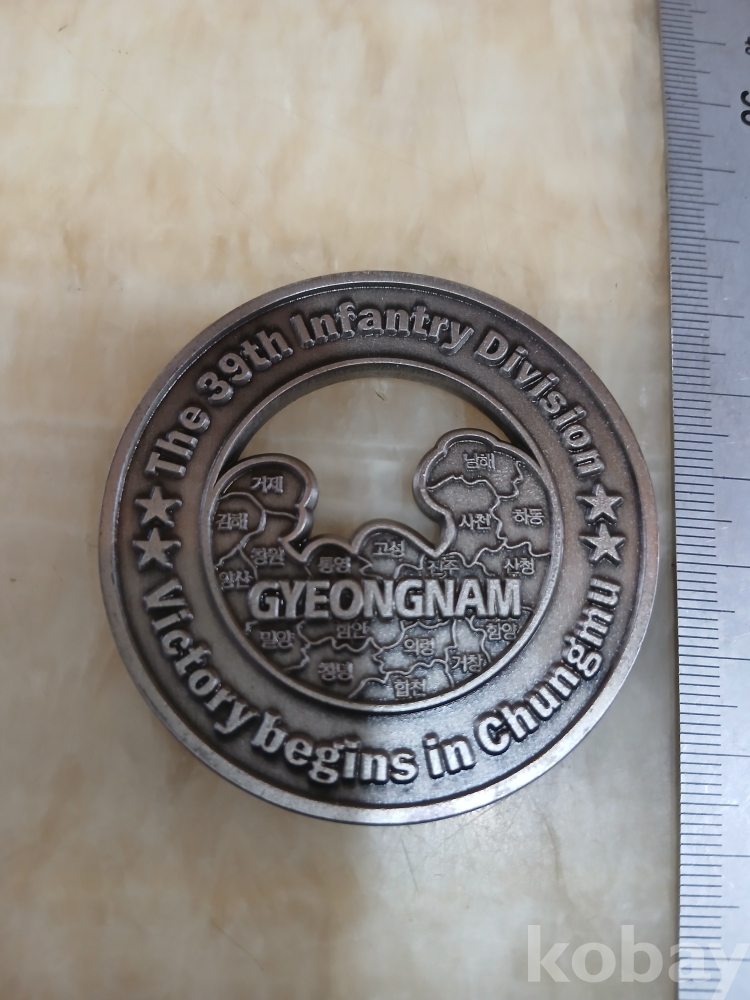 The 39th Infantry Division
남해
거제
김해
사천
하동
창원
통영
고성
진주
산청
양산
GYEONGNAM
밀양
함안
의령
함양
창녕
거창
합천
Victory begins in Chungmu
kobay